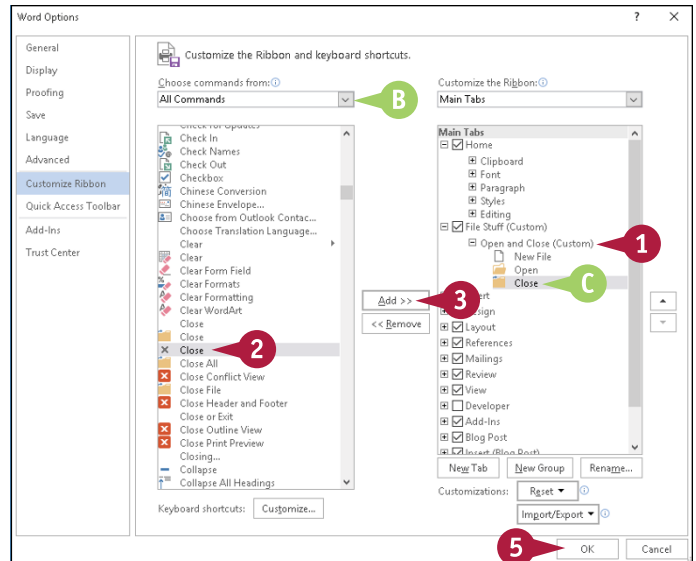 Word Options
?
General
Display
Proofing
Save
Language
Advanced
Customize Ribbon
Quick Access Toolbar
Add-Ins
Trust Center
Customize the Ribbon and keyboard shortcuts.
Choose commands from:
All Commands
B
Check for Updates
Check In
Check Names
Check Out
Checkbox
Chinese Conversion
Chinese Envelope...
Choose from Outlook Contac...
Choose Translation Language...
Clear
Clear
Clear Form Field
Clear Formats
Clear Formatting
Clear WordArt
Close
Close
Close
2
Close All
Close Conflict View
Close File
Close Header and Footer
Close or Exit
Close Outline View
Close Print Preview
Closing...
Collapse
Collapse All Headings
Keyboard shortcuts: Customize...
Add >>
3
<< Remove
Customize the Ribbon:
Main Tabs
Main Tabs
Home
Clipboard
Font
Paragraph
Styles
Editing
File Stuff (Custom)
Open and Close (Custom)
1
New File
Open
Close
C
Layout
References
Mailings
Review
View
Developer
Add-Ins
Blog Post
Insert (Blog Post)
New Tab New Group Rename...
Customizations: Reset
Import/Export
5
OK Cancel